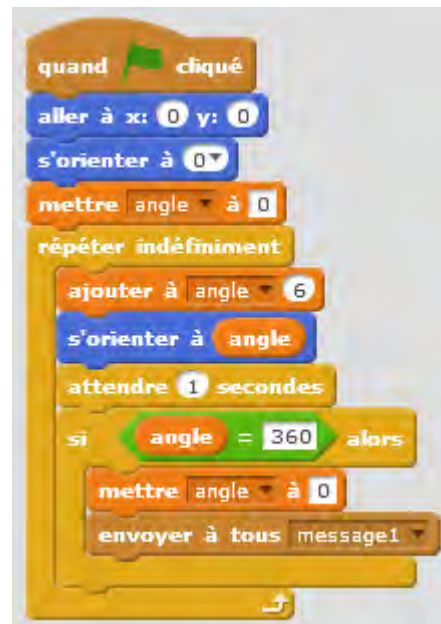 quand cliqué
aller à x: 0 y: 0
s'orienter à 0
mettre angle à 0
répéter indéfiniment
ajouter à angle 6
s'orienter à angle
attendre 1 secondes
si angle = 360 alors
mettre angle à 0
envoyer à tous message1